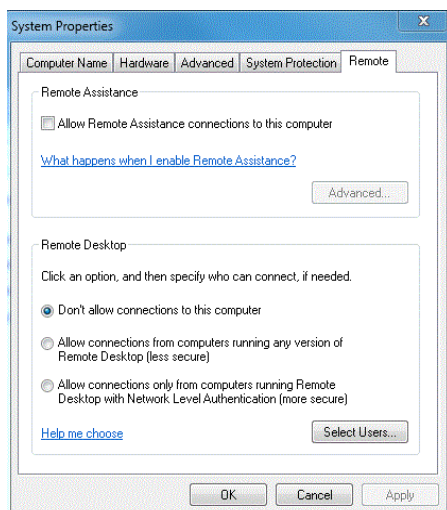 System Properties
x
Computer Name Hardware Advanced System Protection Remote
Remote Assistance
Allow Remote Assistance connections to this computer
What happens when I enable Remote Assistance?
Advanced...
Remote Desktop
Click an option, and then specify who can connect, if needed.
Don't allow connections to this computer
Allow connections from computers running any version of
Remote Desktop (less secure)
Allow connections only from computers running Remote
Desktop with Network Level Authentication (more secure)
Help me choose Select Users...
OK Cancel Apply